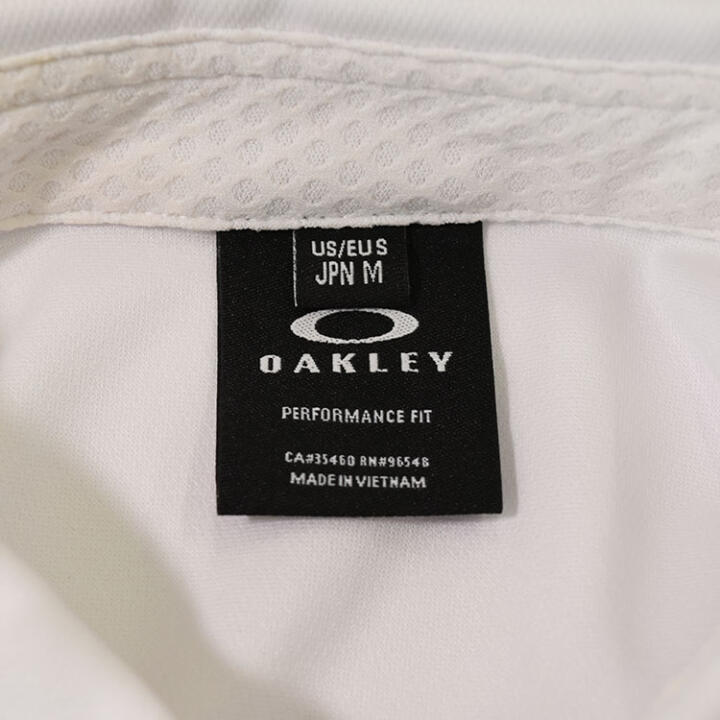 US/EU S
JPN M
OAKLEY
PERFORMANCE FIT
CA#35460 RN#96548
MADE IN VIETNAM